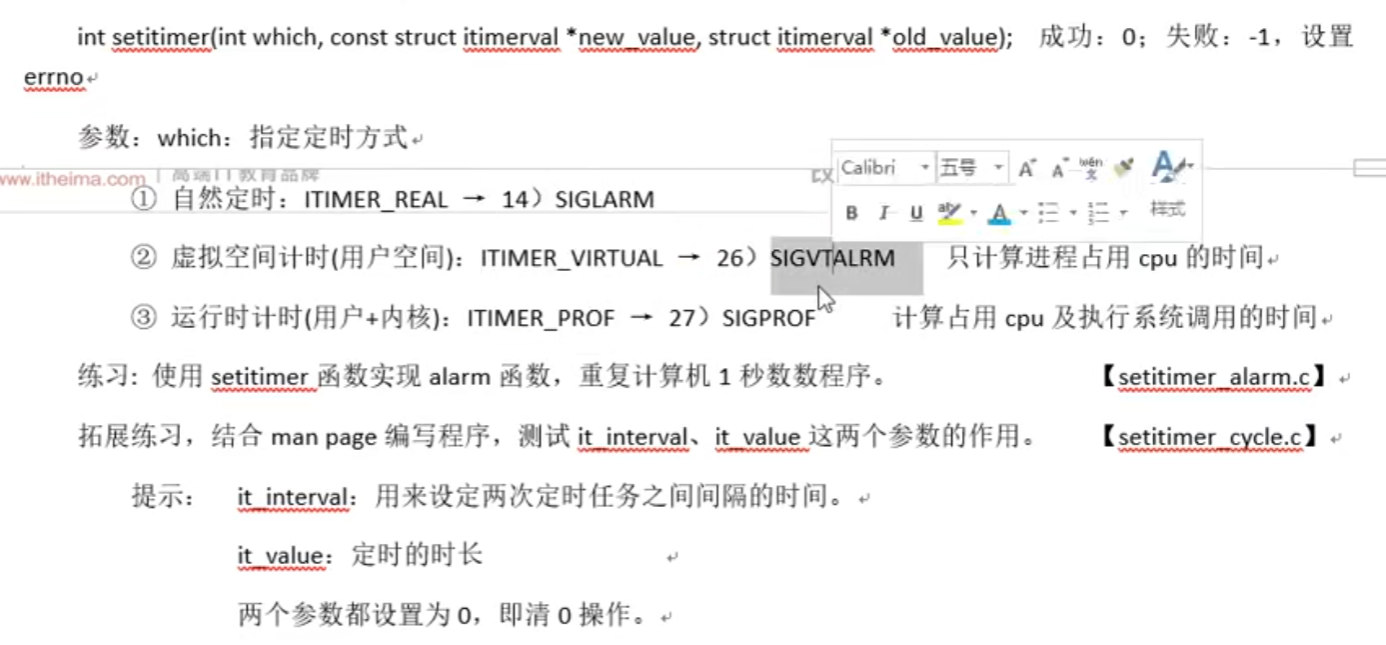 int setitimer(int which, const struct itimerval *new_value, struct itimerval *old_value); 成功：0；失败：-1，设置
errno
参数：which：指定定时方式
Calibri 五号
www.itheima.com | 高端IT教育品牌
① 自然定时：ITIMER_REAL → 14）SIGLARM
B I U 样式
② 虚拟空间计时(用户空间)：ITIMER_VIRTUAL → 26）SIGVTALRM 只计算进程占用 cpu 的时间
③ 运行时计时(用户+内核)：ITIMER_PROF → 27）SIGPROF 计算占用 cpu 及执行系统调用的时间
练习: 使用 setitimer 函数实现 alarm 函数，重复计算机 1 秒数数程序。 【setitimer_alarm.c】
拓展练习，结合 man page 编写程序，测试 it_interval、it_value 这两个参数的作用。 【setitimer_cycle.c】
提示： it_interval：用来设定两次定时任务之间间隔的时间。
it_value：定时的时长
两个参数都设置为 0，即清 0 操作。